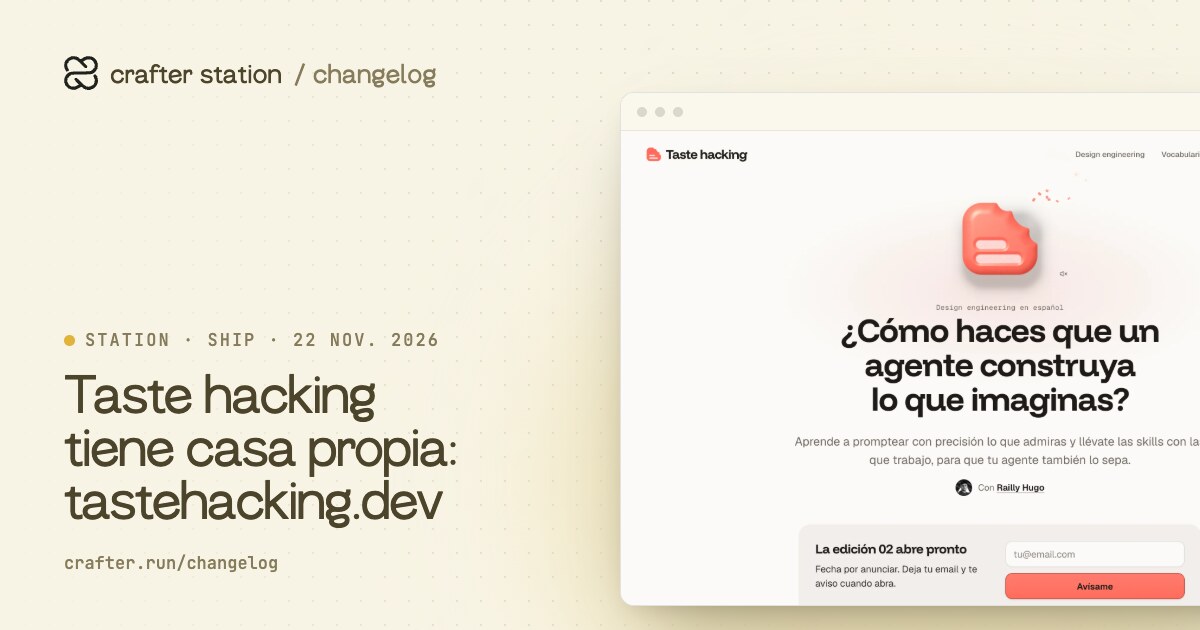 crafter station / changelog
STATION · SHIP · 22 NOV. 2026
Taste hacking
tiene casa propia:
tastehacking.dev
crafter.run/changelog
Taste hacking
Design engineering
Design engineering en español
¿Cómo haces que un
agente construya
lo que imaginas?
Aprende a promptear con precisión lo que admiras y llévate las skills con
que trabajo, para que tu agente también lo sepa.
Con Railly Hugo
La edición 02 abre pronto
Fecha por anunciar. Deja tu email y te
aviso cuando abra.
tu@email.com
Avísame